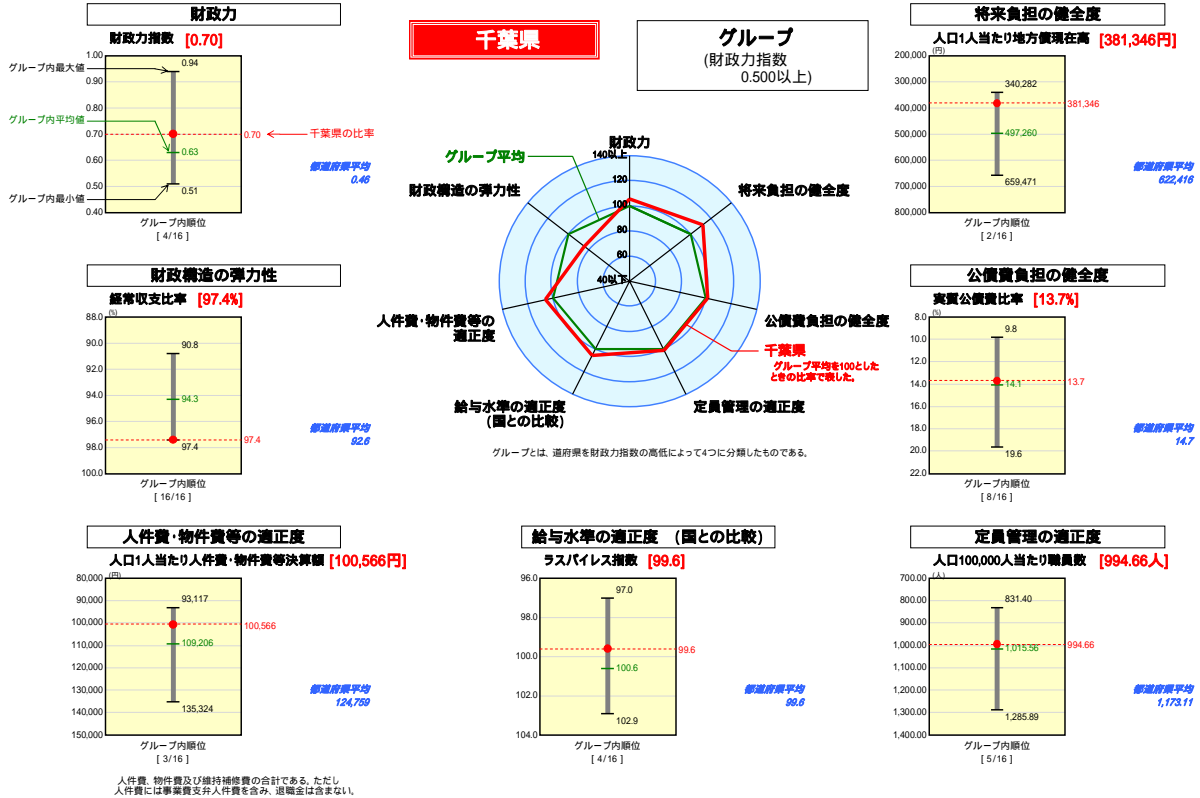 千葉県
グループ
(財政力指数
0.500以上)
財政力
財政力指数 [0.70]
1.00
0.90
0.80
0.70
0.60
0.50
0.40
グループ内最大値
グループ内平均値
グループ内最小値
0.94
0.70
0.63
0.51
千葉県の比率
都道府県平均
0.46
グループ内順位
[ 4/16 ]
将来負担の健全度
人口1人当たり地方債現在高 [381,346円]
(円)
200,000
300,000
400,000
500,000
600,000
700,000
800,000
340,282
381,346
497,260
659,471
都道府県平均
622,416
グループ内順位
[ 2/16 ]
財政力
140以上
120
100
80
60
40以下
グループ平均
財政構造の弾力性
将来負担の健全度
人件費・物件費等の
適正度
公債費負担の健全度
給与水準の適正度
(国との比較)
定員管理の適正度
千葉県
グループ平均を100とした
ときの比率で表した。
グループとは、道府県を財政力指数の高低によって4つに分類したものである。
財政構造の弾力性
経常収支比率 [97.4%]
(%)
88.0
90.0
92.0
94.0
96.0
98.0
100.0
90.8
94.3
97.4
97.4
都道府県平均
92.6
グループ内順位
[ 16/16 ]
公債費負担の健全度
実質公債費比率 [13.7%]
(%)
8.0
10.0
12.0
14.0
16.0
18.0
20.0
22.0
9.8
13.7
14.1
19.6
都道府県平均
14.7
グループ内順位
[ 8/16 ]
人件費・物件費等の適正度
人口1人当たり人件費・物件費等決算額 [100,566円]
(円)
80,000
90,000
100,000
110,000
120,000
130,000
140,000
150,000
93,117
100,566
109,206
135,324
都道府県平均
124,759
グループ内順位
[ 3/16 ]
人件費、物件費及び維持補修費の合計である。ただし
人件費には事業費支弁人件費を含み、退職金は含まない。
給与水準の適正度 (国との比較)
ラスパイレス指数 [99.6]
96.0
98.0
100.0
102.0
104.0
97.0
99.6
100.6
102.9
都道府県平均
99.6
グループ内順位
[ 4/16 ]
定員管理の適正度
人口100,000人当たり職員数 [994.66人]
(人)
700.00
800.00
900.00
1,000.00
1,100.00
1,200.00
1,300.00
1,400.00
831.40
994.66
1,015.56
1,285.89
都道府県平均
1,173.11
グループ内順位
[ 5/16 ]